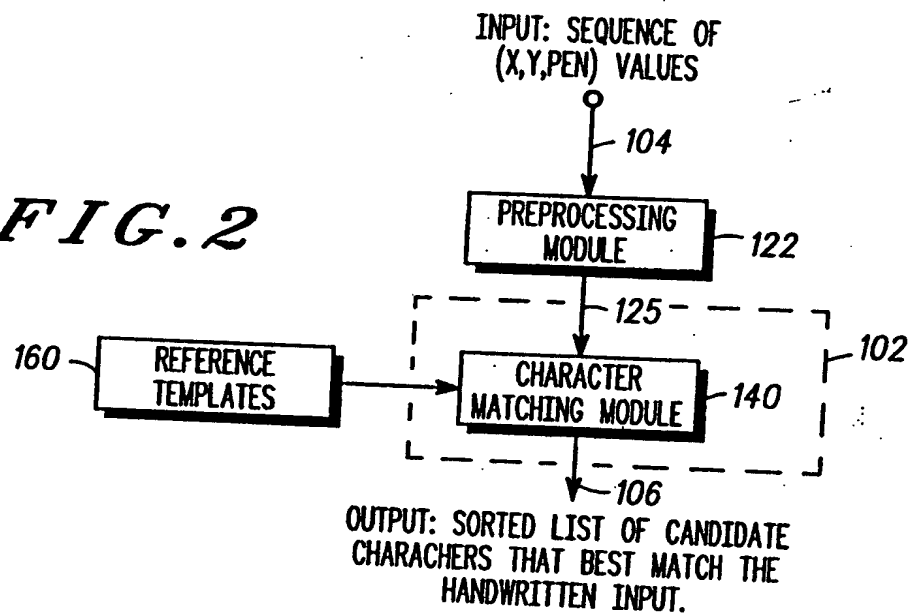 INPUT: SEQUENCE OF
(X,Y,PEN) VALUES
104
FIG.2
PREPROCESSING
MODULE
122
125
102
160
REFERENCE
TEMPLATES
CHARACTER
MATCHING MODULE
140
106
OUTPUT: SORTED LIST OF CANDIDATE
CHARACHERS THAT BEST MATCH THE
HANDWRITTEN INPUT.